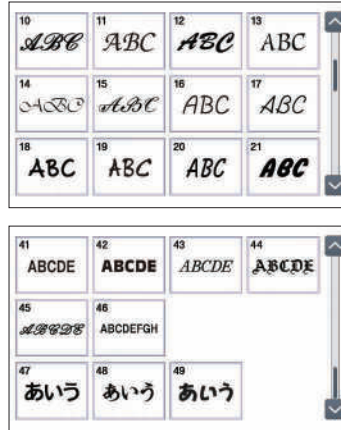 10 11 12 13
ABC ABC ABC ABC
14 15 16 17
ABC ABC ABC ABC
18 19 20 21
ABC ABC ABC ABC
41 42 43 44
ABCDE ABCDE ABCDE ABCDE
45 46
ABCDE ABCDEFGH
47 48 49
あいう あいう あいう